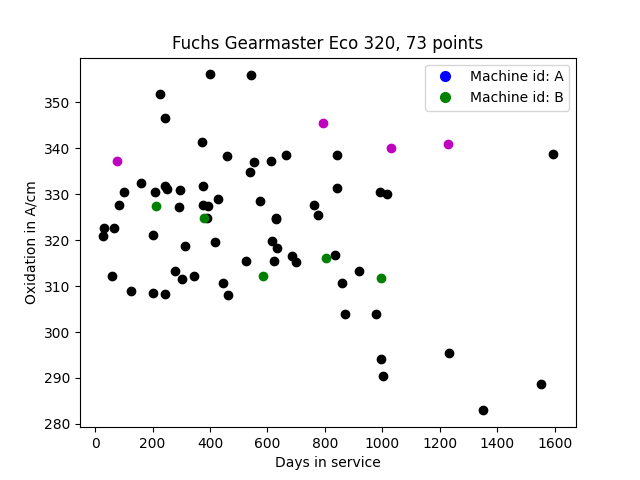 Fuchs Gearmaster Eco 320, 73 points
Machine id: A
Machine id: B
Oxidation in A/cm
350
340
330
320
310
300
290
280
0 200 400 600 800 1000 1200 1400 1600
Days in service